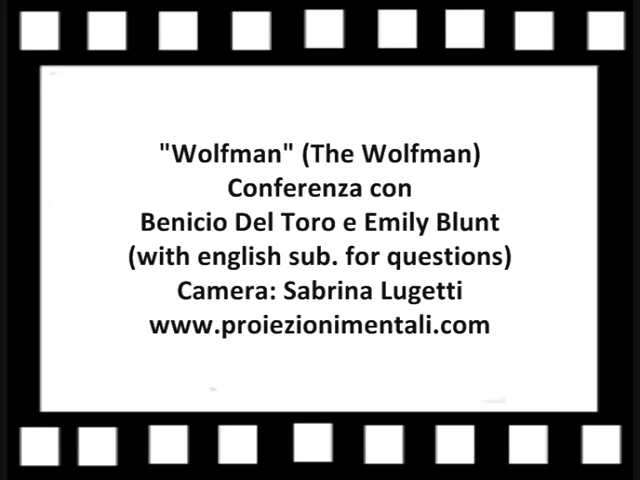 "Wolfman" (The Wolfman)
Conferenza con
Benicio Del Toro e Emily Blunt
(with english sub. for questions)
Camera: Sabrina Lugetti
www.proiezionimentali.com